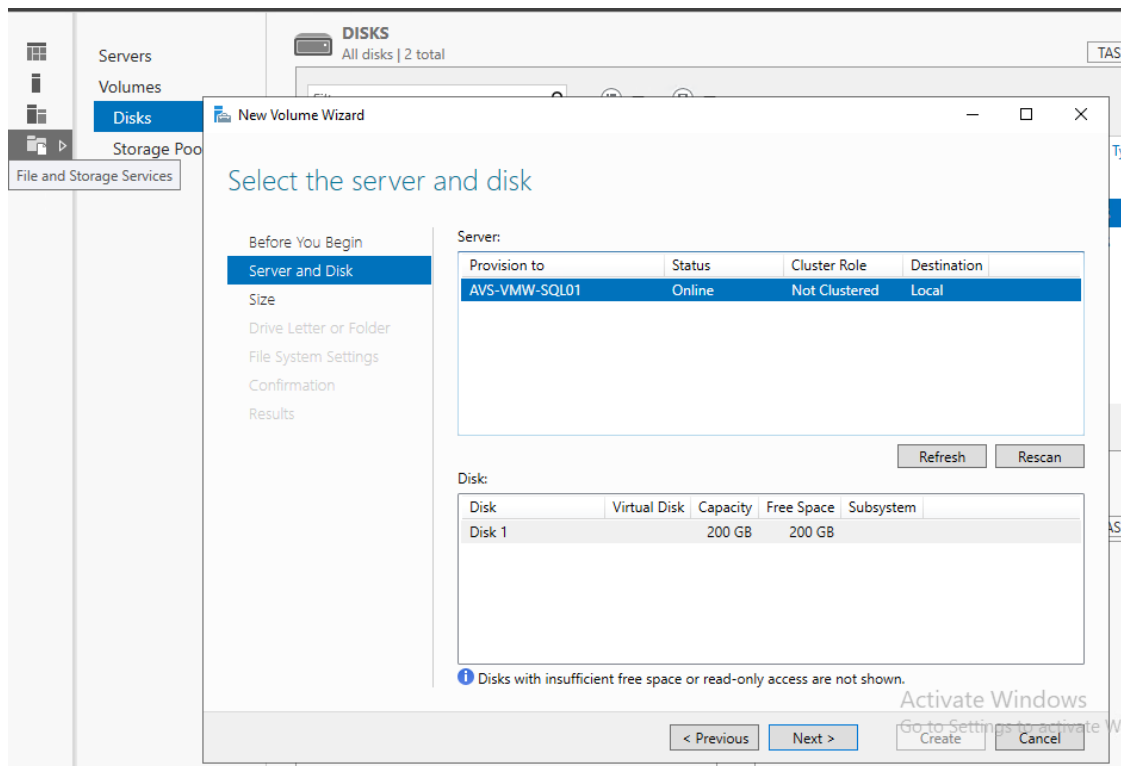 DISKS
All disks | 2 total
TAS
Servers
Volumes
Disks
Storage Poo
File and Storage Services
New Volume Wizard
Select the server and disk
Before You Begin
Server and Disk
Size
Drive Letter or Folder
File System Settings
Confirmation
Results
Server:
Provision to Status Cluster Role Destination
AVS-VMW-SQL01 Online Not Clustered Local
Refresh Rescan
Disk:
Disk Virtual Disk Capacity Free Space Subsystem
Disk 1 200 GB 200 GB
Disks with insufficient free space or read-only access are not shown.
Activate Windows
Go to Settings to activate W
< Previous Next > Create Cancel